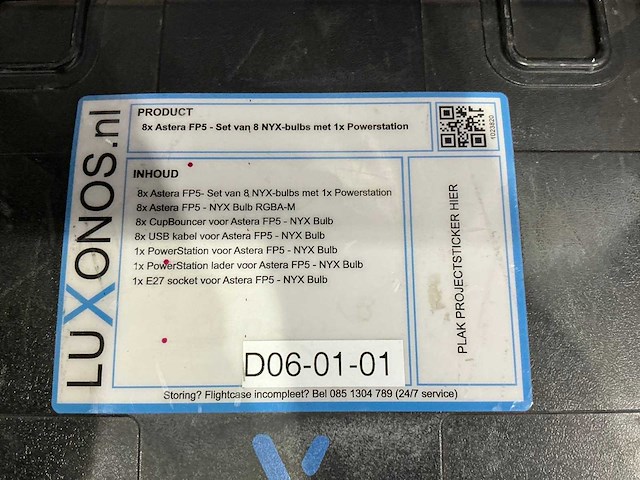 LUXONOS.nl
PRODUCT
8x Astera FP5 - Set van 8 NYX-bulbs met 1x Powerstation
1023820
INHOUD
8x Astera FP5- Set van 8 NYX-bulbs met 1x Powerstation
8x Astera FP5 - NYX Bulb RGBA-M
8x CupBouncer voor Astera FP5 - NYX Bulb
8x USB kabel voor Astera FP5 - NYX Bulb
1x PowerStation voor Astera FP5 - NYX Bulb
1x PowerStation lader voor Astera FP5 - NYX Bulb
1x E27 socket voor Astera FP5 - NYX Bulb
PLAK PROJECTSTICKER HIER
D06-01-01
Storing? Flightcase incompleet? Bel 085 1304 789 (24/7 service)